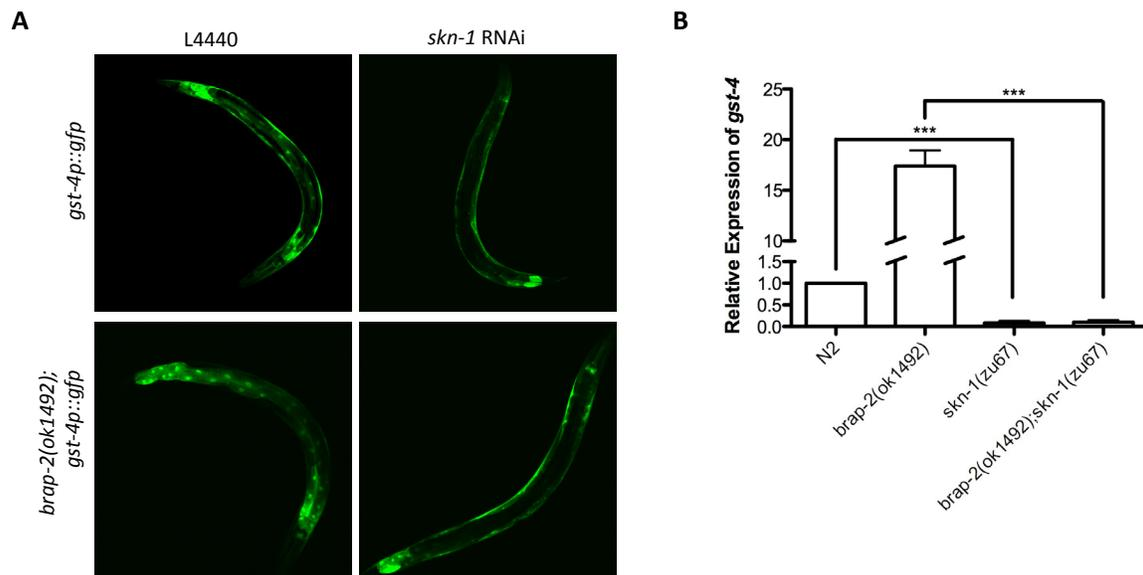 A
L4440
skn-1 RNAi
gst-4p::gfp
brap-2(ok1492);
gst-4p::gfp
B
Relative Expression of gst-4
25
20
15
10
1.5
1.0
0.5
0.0
***
***
N2
brap-2(ok1492)
skn-1(zu67)
brap-2(ok1492);skn-1(zu67)